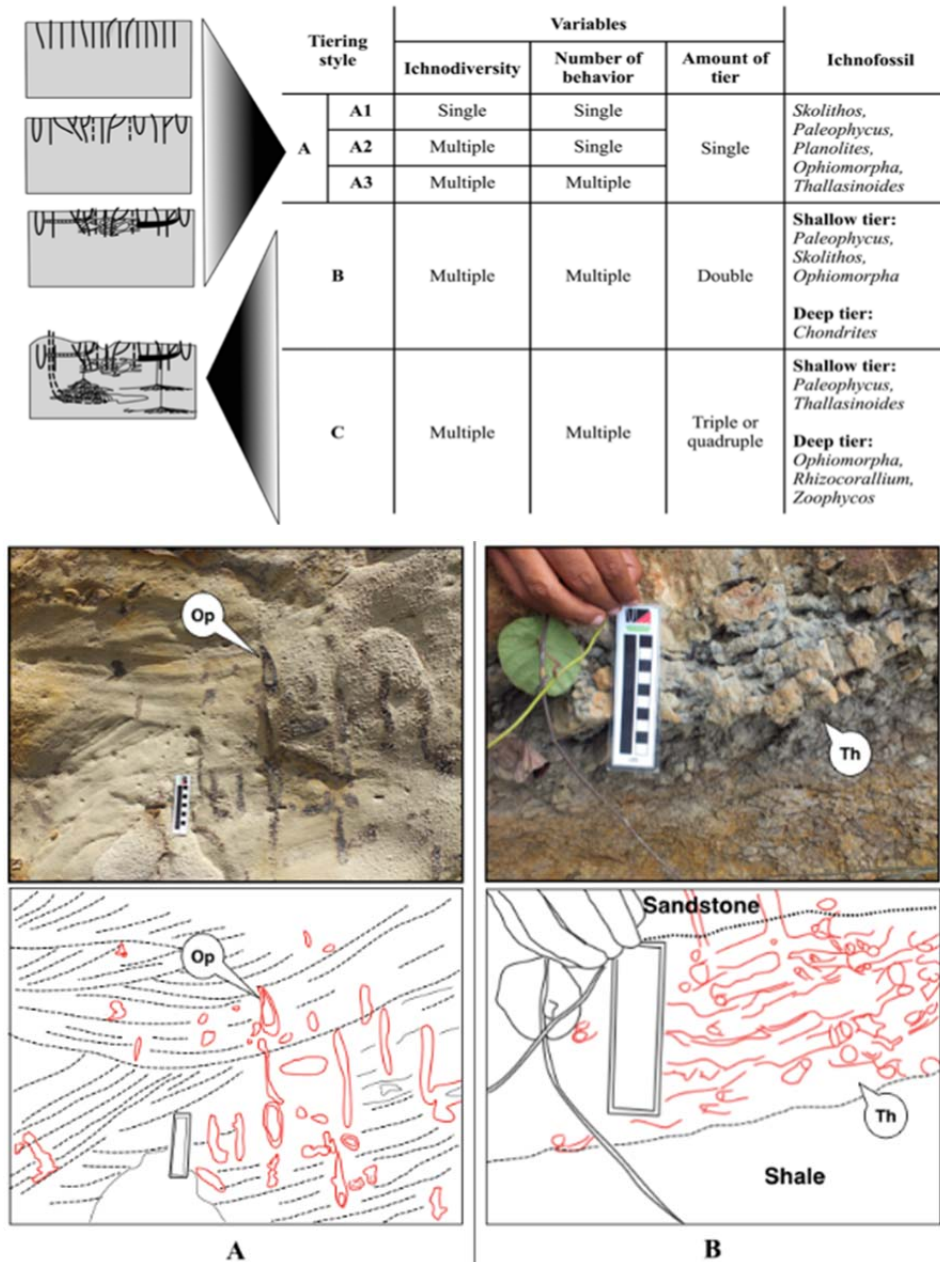 Tiering style
Variables
Ichnofossil
Ichnodiversity
Number of behavior
Amount of tier
A
A1
Single
Single
Single
Skolithos,
Paleophycus,
Planolites,
Ophiomorpha,
Thallasinoides
A2
Multiple
Single
A3
Multiple
Multiple
B
Multiple
Multiple
Double
Shallow tier:
Paleophycus,
Skolithos,
Ophiomorpha
Deep tier:
Chondrites
C
Multiple
Multiple
Triple or quadruple
Shallow tier:
Paleophycus,
Thallasinoides
Deep tier:
Ophiomorpha,
Rhizocorallium,
Zoophycos
Op
Th
Op
Sandstone
Th
Shale
A
B